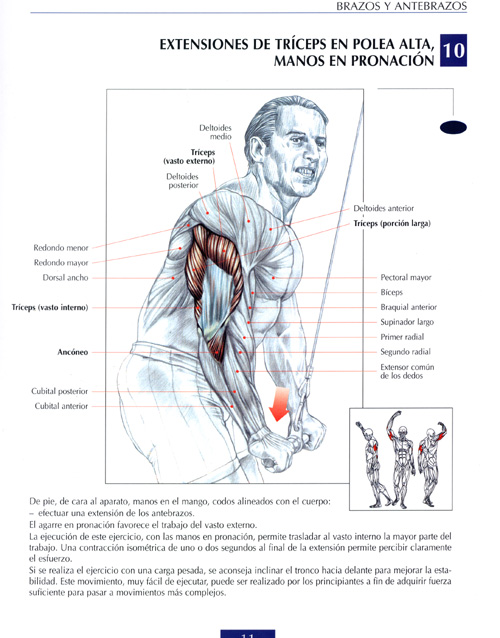 BRAZOS Y ANTEBRAZOS
EXTENSIONES DE TRÍCEPS EN POLEA ALTA,
MANOS EN PRONACIÓN
10
Deltoides
medio
Tríceps
(vasto externo)
Deltoides
posterior
Deltoides anterior
Tríceps (porción larga)
Redondo menor
Redondo mayor
Dorsal ancho
Tríceps (vasto interno)
Ancóneo
Cubital posterior
Cubital anterior
Pectoral mayor
Bíceps
Braquial anterior
Supinador largo
Primer radial
Segundo radial
Extensor común
de los dedos
De pie, de cara al aparato, manos en el mango, codos alineados con el cuerpo:
– efectuar una extensión de los antebrazos.
El agarre en pronación favorece el trabajo del vasto externo.
La ejecución de este ejercicio, con las manos en pronación, permite trasladar al vasto interno la mayor parte del
trabajo. Una contracción isométrica de uno o dos segundos al final de la extensión permite percibir claramente
el esfuerzo.
Si se realiza el ejercicio con una carga pesada, se aconseja inclinar el tronco hacia delante para mejorar la esta-
bilidad. Este movimiento, muy fácil de ejecutar, puede ser realizado por los principiantes a fin de adquirir fuerza
suficiente para pasar a movimientos más complejos.